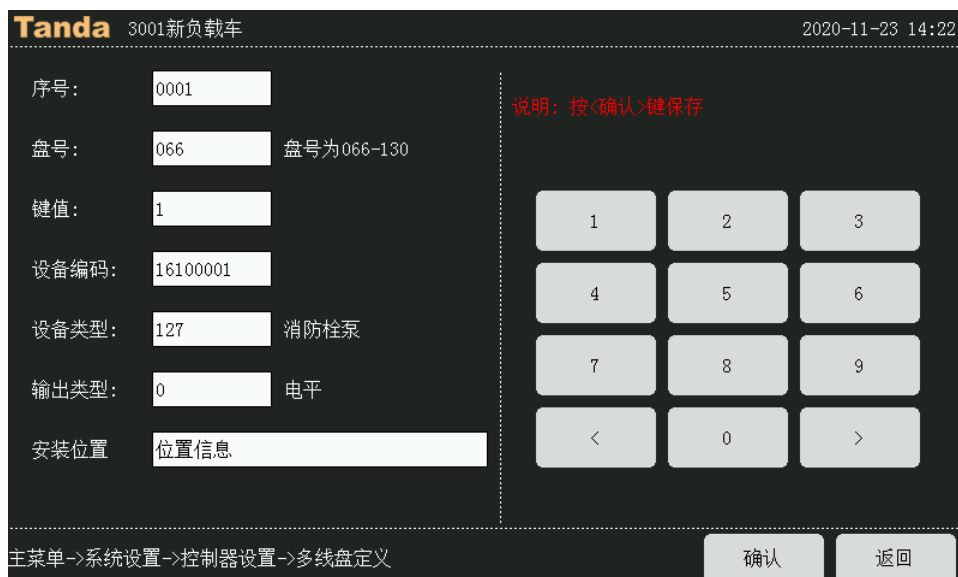 Tanda 3001新负载车 2020-11-23 14:22
序号: 0001
说明: 按<确认>键保存
盘号: 066 盘号为066-130
键值: 1
设备编码: 16100001
设备类型: 127 消防栓泵
输出类型: 0 电平
安装位置 位置信息
1 2 3
4 5 6
7 8 9
< 0 >
主菜单->系统设置->控制器设置->多线盘定义 确认 返回